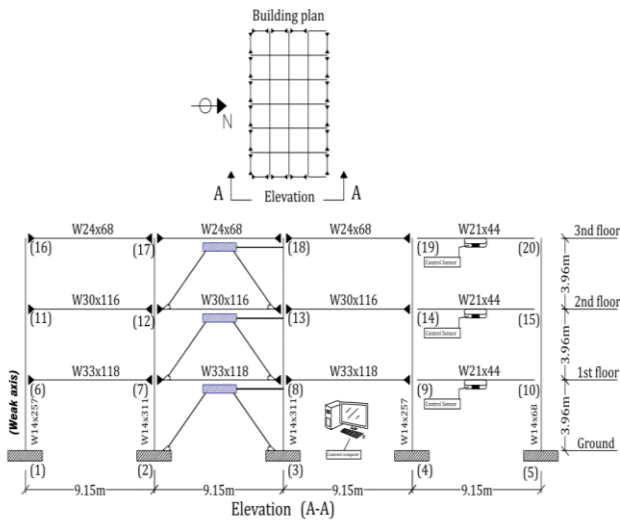 Building plan
N
A Elevation A
W24x68 W24x68 W24x68 W21x44 3nd floor
(16) (17) (18) (19) (20)
Control Sensor
3.96m
W30x116 W30x116 W30x116 W21x44 2nd floor
(11) (12) (13) (14) (15)
Control Sensor
3.96m
W33x118 W33x118 W33x118 W21x44 1st floor
(6) (7) (8) (9) (10)
Control Sensor
(Weak axis)
W14x257 W14x311 W14x311 W14x257 W14x68
3.96m
Control computer
Ground
(1) (2) (3) (4) (5)
9.15m 9.15m 9.15m 9.15m
Elevation (A-A)